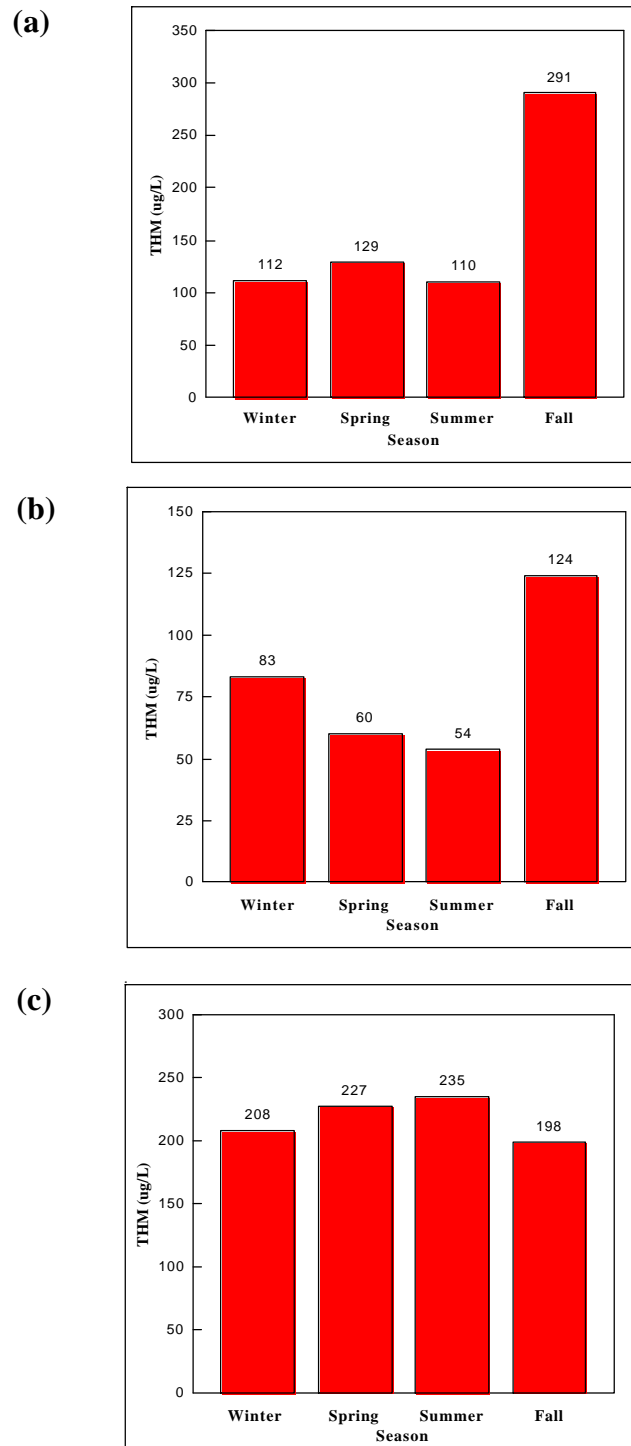 (a)
350
300
250
200
150
100
50
0
THM (ug/L)
112
129
110
291
Winter Spring Summer Fall
Season
(b)
150
125
100
75
50
25
0
THM (ug/L)
83
60
54
124
Winter Spring Summer Fall
Season
(c)
300
250
200
150
100
50
0
THM (ug/L)
208
227
235
198
Winter Spring Summer Fall
Season